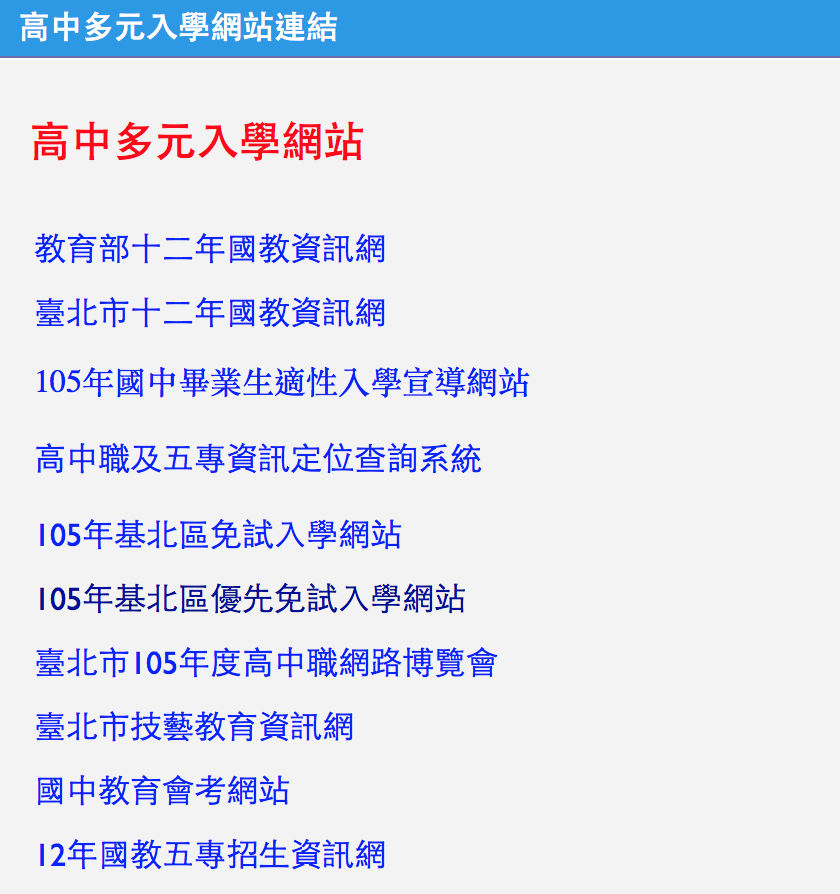 高中多元入學網站連結
高中多元入學網站
教育部十二年國教資訊網
臺北市十二年國教資訊網
105年國中畢業生適性入學宣導網站
高中職及五專資訊定位查詢系統
105年基北區免試入學網站
105年基北區優先免試入學網站
臺北市105年度高中職網路博覽會
臺北市技藝教育資訊網
國中教育會考網站
12年國教五專招生資訊網